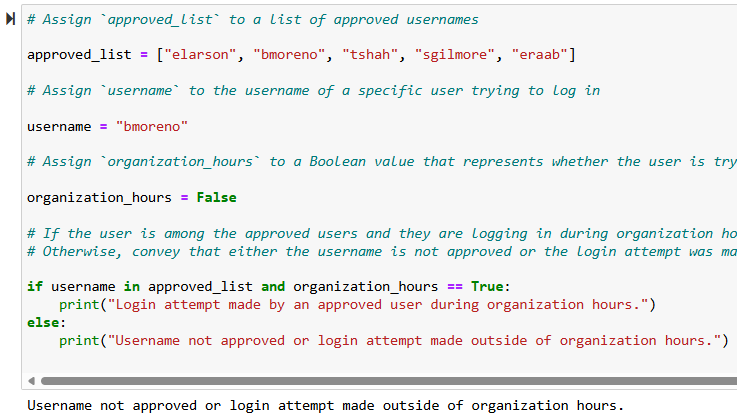 # Assign `approved_list` to a list of approved usernames
approved_list = ["elarson", "bmoreno", "tshah", "sgilmore", "eraab"]
# Assign `username` to the username of a specific user trying to log in
username = "bmoreno"
# Assign `organization_hours` to a Boolean value that represents whether the user is try
organization_hours = False
# If the user is among the approved users and they are logging in during organization ho
# Otherwise, convey that either the username is not approved or the login attempt was ma
if username in approved_list and organization_hours == True:
    print("Login attempt made by an approved user during organization hours.")
else:
    print("Username not approved or login attempt made outside of organization hours.")
Username not approved or login attempt made outside of organization hours.